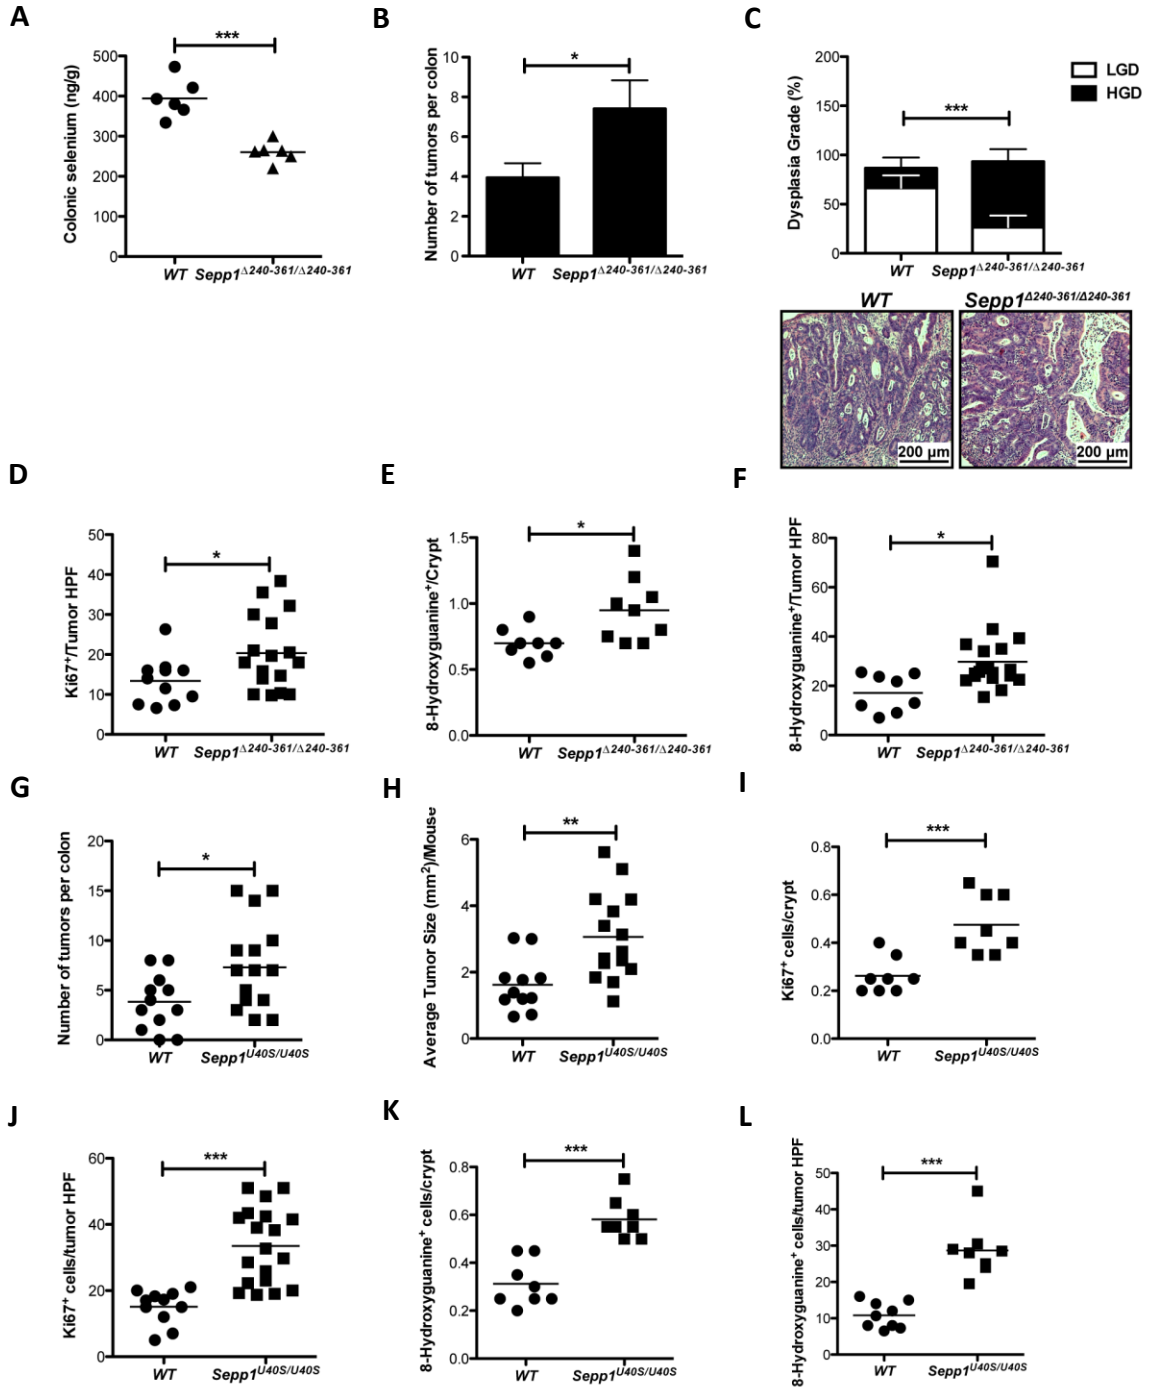 A
Colonic selenium (ng/g)
500
400
300
200
100
0
***
WT Sepp1Δ240-361/Δ240-361
B
Number of tumors per colon
10
8
6
4
2
0
*
WT Sepp1Δ240-361/Δ240-361
C
Dysplasia Grade (%)
200
150
100
50
0
***
LGD
HGD
WT Sepp1Δ240-361/Δ240-361
WT Sepp1Δ240-361/Δ240-361
200 µm 200 µm
D
Ki67+/Tumor HPF
50
40
30
20
10
0
*
WT Sepp1Δ240-361/Δ240-361
E
8-Hydroxyguanine+/Crypt
1.5
1.0
0.5
0.0
*
WT Sepp1Δ240-361/Δ240-361
F
8-Hydroxyguanine+/Tumor HPF
80
60
40
20
0
*
WT Sepp1Δ240-361/Δ240-361
G
Number of tumors per colon
20
15
10
5
0
*
WT Sepp1U40S/U40S
H
Average Tumor Size (mm2)/Mouse
6
4
2
0
**
WT Sepp1U40S/U40S
I
Ki67+ cells/crypt
0.8
0.6
0.4
0.2
0.0
***
WT Sepp1U40S/U40S
J
Ki67+ cells/tumor HPF
60
40
20
0
***
WT Sepp1U40S/U40S
K
8-Hydroxyguanine+ cells/crypt
0.8
0.6
0.4
0.2
0.0
***
WT Sepp1U40S/U40S
L
8-Hydroxyguanine+ cells/tumor HPF
50
40
30
20
10
0
***
WT Sepp1U40S/U40S